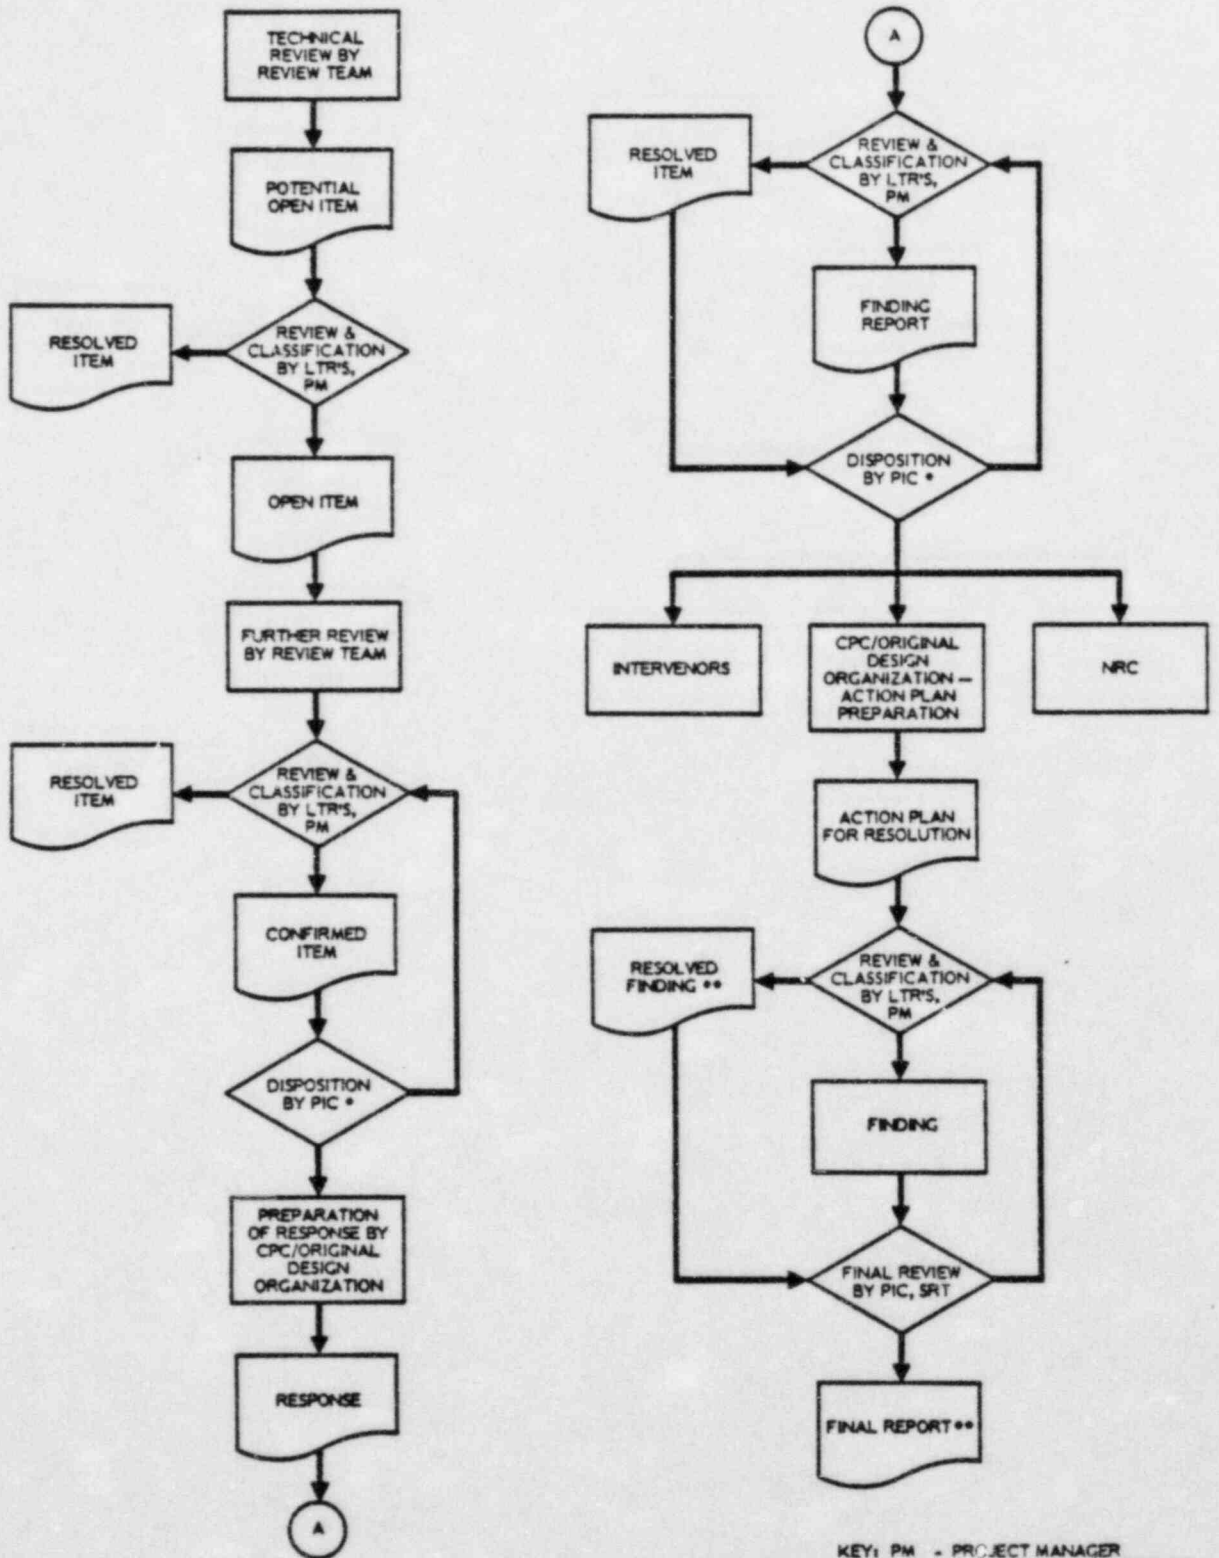 TECHNICAL
REVIEW BY
REVIEW TEAM
POTENTIAL
OPEN ITEM
RESOLVED
ITEM
REVIEW &
CLASSIFICATION
BY LTR'S,
PM
OPEN ITEM
FURTHER REVIEW
BY REVIEW TEAM
RESOLVED
ITEM
REVIEW &
CLASSIFICATION
BY LTR'S,
PM
CONFIRMED
ITEM
DISPOSITION
BY PIC *
PREPARATION
OF RESPONSE BY
CPC/ORIGINAL
DESIGN
ORGANIZATION
RESPONSE
A
A
RESOLVED
ITEM
REVIEW &
CLASSIFICATION
BY LTR'S,
PM
FINDING
REPORT
DISPOSITION
BY PIC *
INTERVENORS
CPC/ORIGINAL
DESIGN
ORGANIZATION —
ACTION PLAN
PREPARATION
NRC
ACTION PLAN
FOR RESOLUTION
RESOLVED
FINDING **
REVIEW &
CLASSIFICATION
BY LTR'S,
PM
FINDING
FINAL REVIEW
BY PIC, SRT
FINAL REPORT **
KEY: PM - PROJECT MANAGER